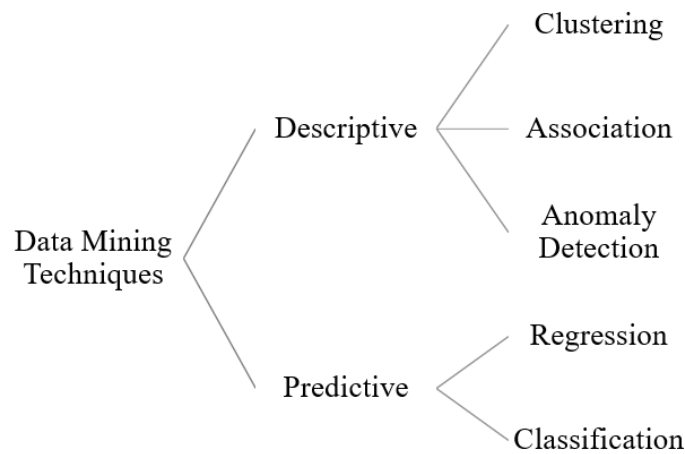 Data Mining
Techniques
Descriptive
Clustering
Association
Anomaly
Detection
Predictive
Regression
Classification